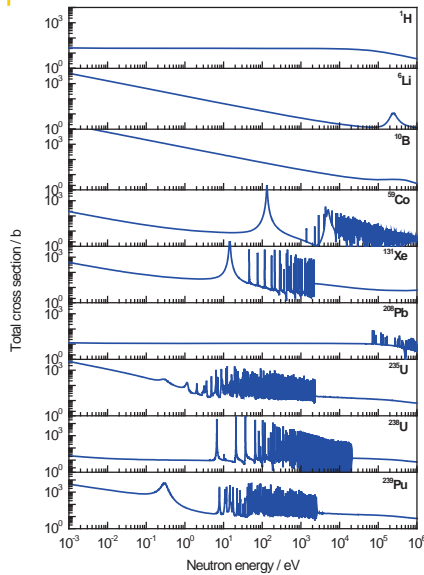 10³
¹H
10⁰
10³
⁶Li
10⁰
10³
¹⁰B
10⁰
10³
⁵⁹Co
10⁰
10³
¹³¹Xe
10⁰
10³
²⁰⁸Pb
10⁰
10³
²³⁵U
10⁰
10³
²³⁸U
10⁰
10³
²³⁹Pu
10⁰
10⁻³ 10⁻² 10⁻¹ 10⁰ 10¹ 10² 10³ 10⁴ 10⁵ 10⁶
Neutron energy / eV
Total cross section / b